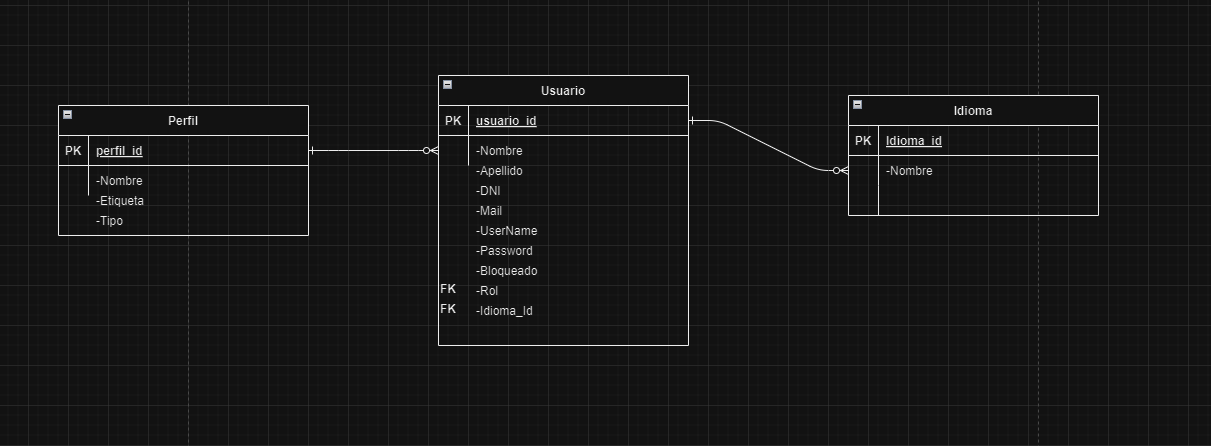 Perfil
PK perfil_id
-Nombre
-Etiqueta
-Tipo
Usuario
PK usuario_id
-Nombre
-Apellido
-DNI
-Mail
-UserName
-Password
-Bloqueado
FK -Rol
FK -Idioma_Id
Idioma
PK Idioma_id
-Nombre